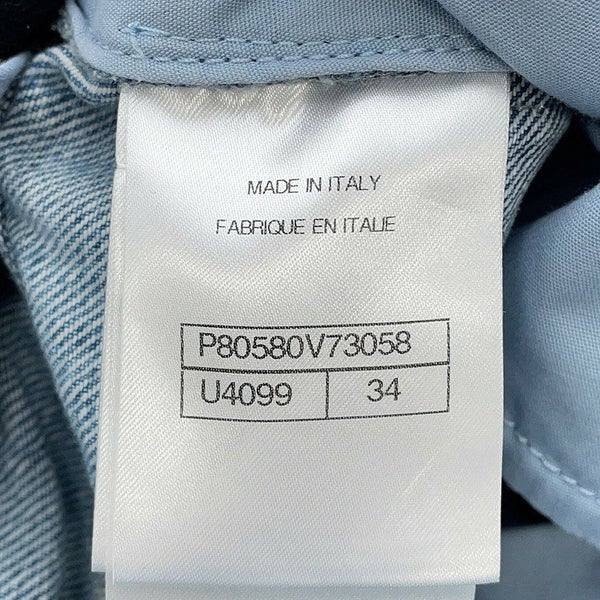 MADE IN ITALY
FABRIQUE EN ITALIE
P80580V73058
U4099 34